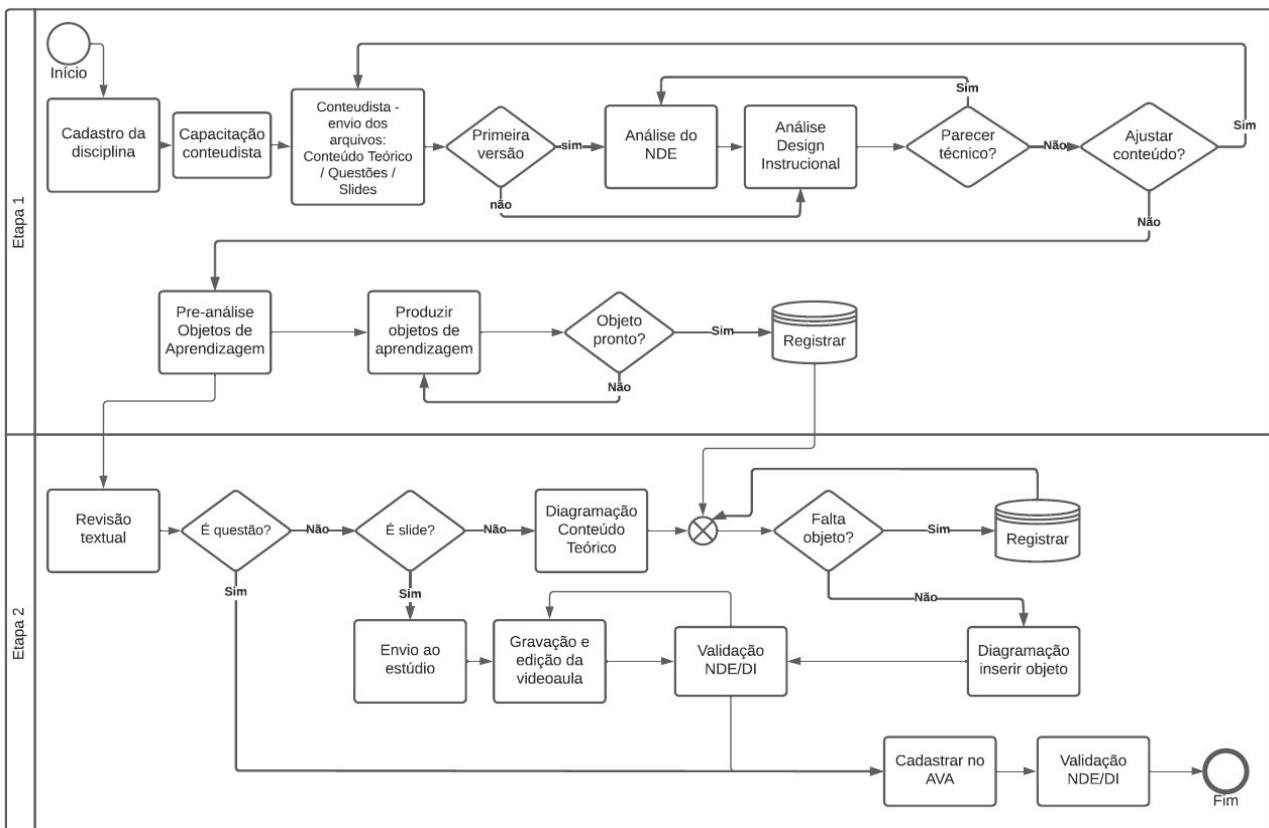 Etapa 1
Início
Cadastro da
disciplina
Capacitação
conteudista
Conteudista -
envio dos
arquivos:
Conteúdo Teórico
/ Questões /
Slides
Primeira
versão
sim
não
Análise do
NDE
Análise
Design
Instrucional
Sim
Parecer
técnico?
Não
Ajustar
conteúdo?
Sim
Não
Pre-análise
Objetos de
Aprendizagem
Produzir
objetos de
aprendizagem
Objeto
pronto?
Sim
Não
Registrar
Etapa 2
Revisão
textual
É questão?
Não
Sim
É slide?
Não
Sim
Diagramação
Conteúdo
Teórico
Falta
objeto?
Sim
Não
Registrar
Envio ao
estúdio
Gravação e
edição da
videoaula
Validação
NDE/DI
Diagramação
inserir objeto
Cadastrar no
AVA
Validação
NDE/DI
Fim